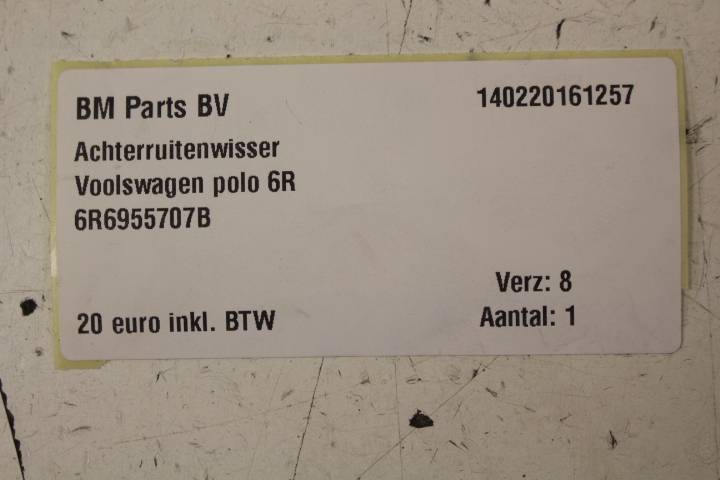 BM Parts BV 140220161257
Achterruitenwisser
Voolswagen polo 6R
6R6955707B
Verz: 8
20 euro inkl. BTW Aantal: 1